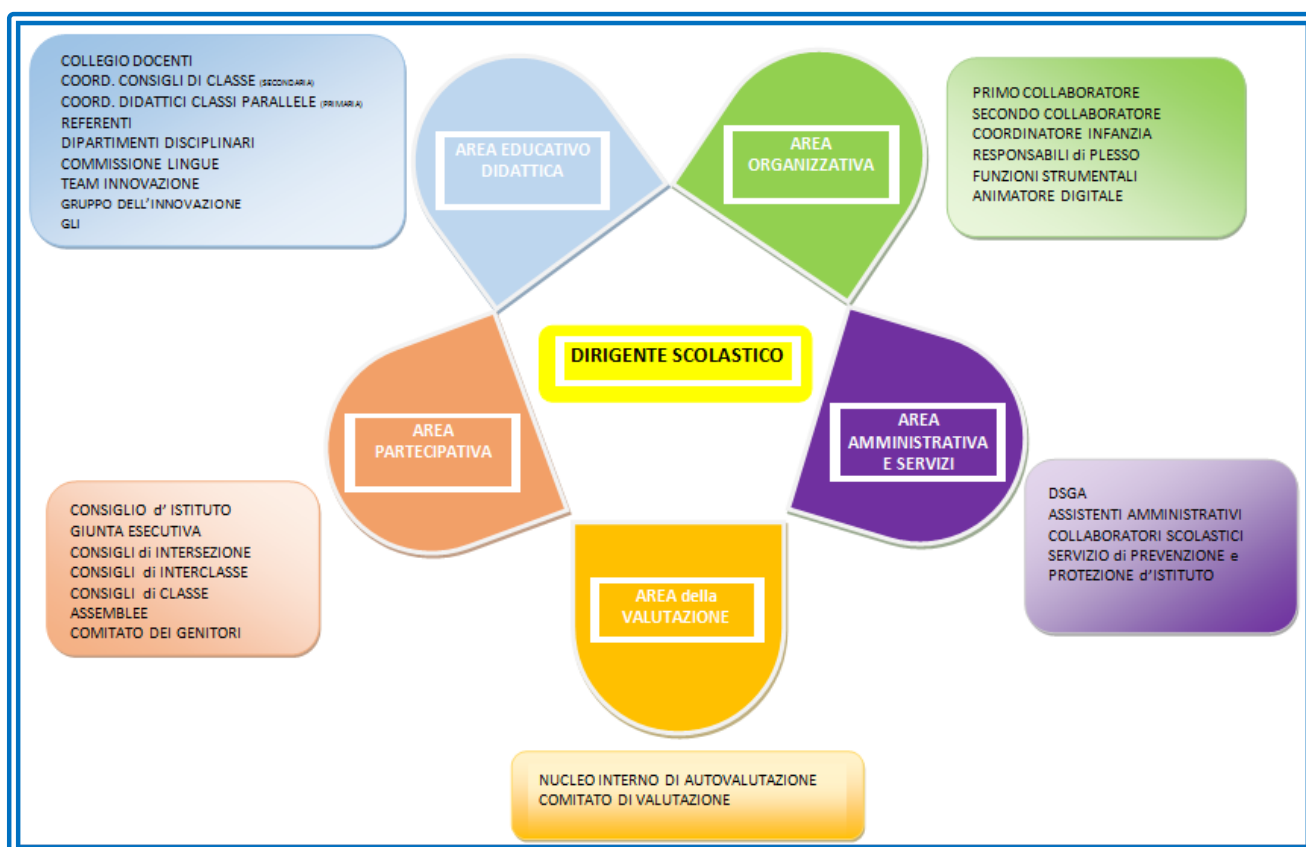 COLLEGIO DOCENTI
COORD. CONSIGLI DI CLASSE (SECONDARIA)
COORD. DIDATTICI CLASSI PARALLELE (PRIMARIA)
REFERENTI
DIPARTIMENTI DISCIPLINARI
COMMISSIONE LINGUE
TEAM INNOVAZIONE
GRUPPO DELL'INNOVAZIONE
GLI
AREA EDUCATIVO
DIDATTICA
AREA
ORGANIZZATIVA
PRIMO COLLABORATORE
SECONDO COLLABORATORE
COORDINATORE INFANZIA
RESPONSABILI di PLESSO
FUNZIONI STRUMENTALI
ANIMATORE DIGITALE
DIRIGENTE SCOLASTICO
AREA
PARTECIPATIVA
AREA
AMMINISTRATIVA
E SERVIZI
CONSIGLIO d' ISTITUTO
GIUNTA ESECUTIVA
CONSIGLI di INTERSEZIONE
CONSIGLI di INTERCLASSE
CONSIGLI di CLASSE
ASSEMBLEE
COMITATO DEI GENITORI
DSGA
ASSISTENTI AMMINISTRATIVI
COLLABORATORI SCOLASTICI
SERVIZIO di PREVENZIONE e
PROTEZIONE d'ISTITUTO
AREA della
VALUTAZIONE
NUCLEO INTERNO DI AUTOVALUTAZIONE
COMITATO DI VALUTAZIONE